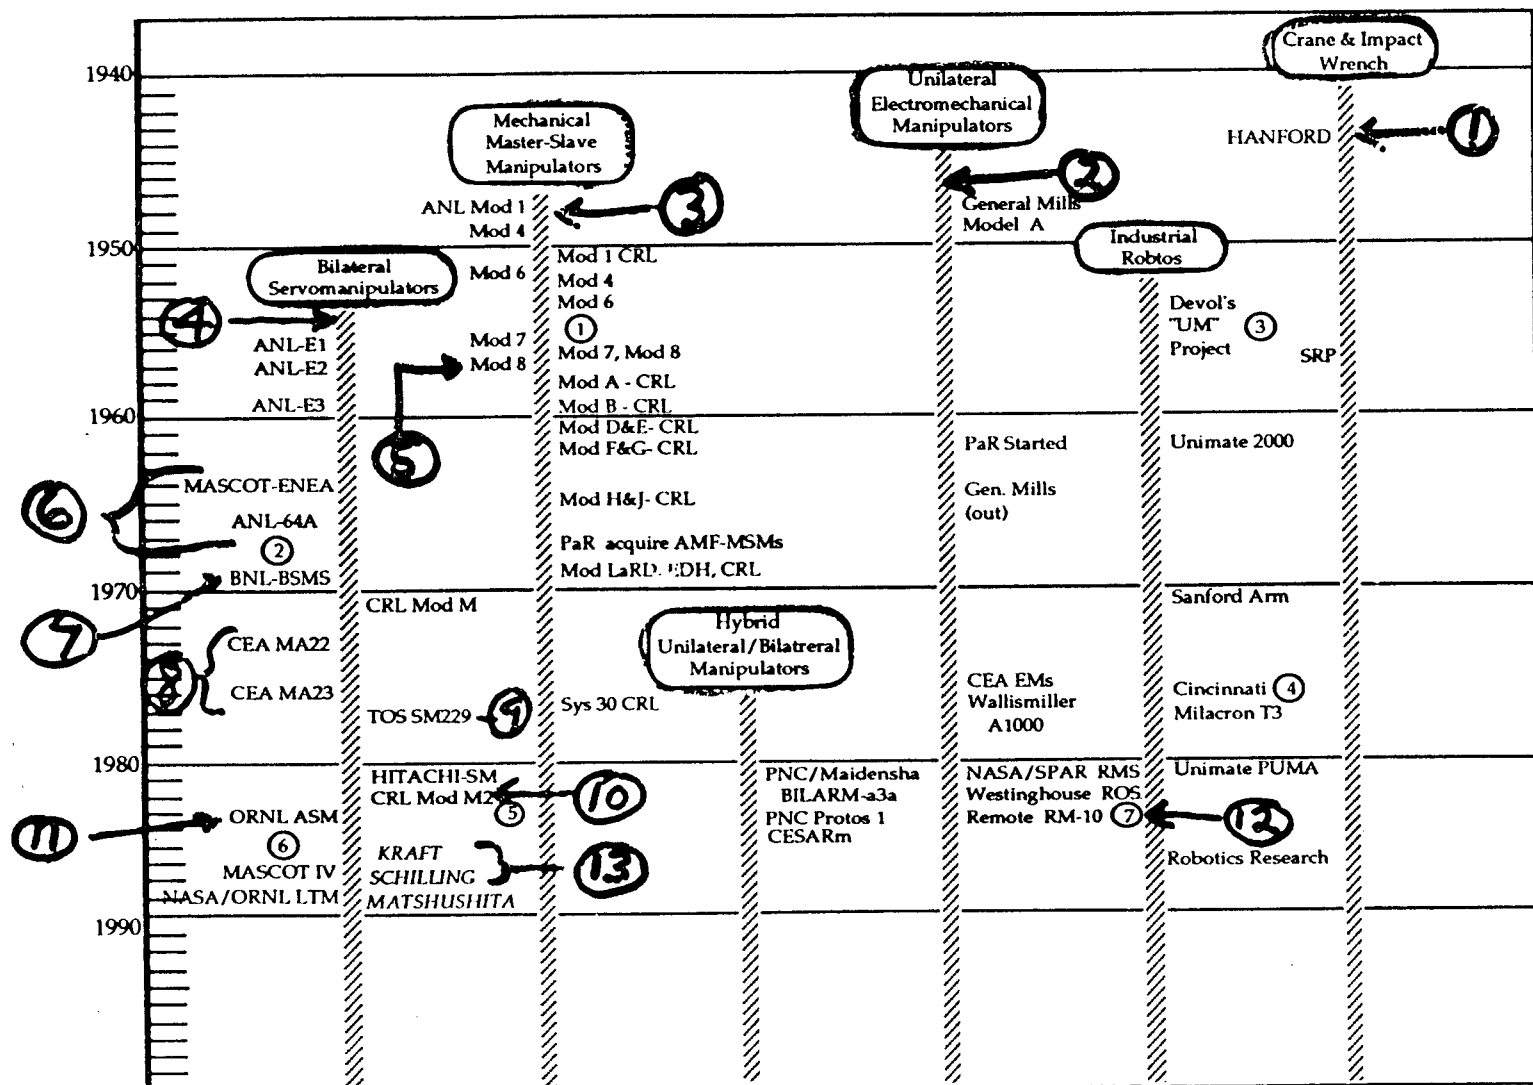 Crane & Impact
Wrench
1940
Unilateral
Electromechanical
Manipulators
Mechanical
Master-Slave
Manipulators
HANFORD
1
2
3
ANL Mod 1
Mod 4
General Mills
Model A
1950
Industrial
Robtos
Bilateral
Servomanipulators
Mod 6
Mod 1 CRL
Mod 4
Mod 6
1
4
ANL-E1
ANL-E2
ANL-E3
Mod 7
Mod 8
Mod 7, Mod 8
Mod A - CRL
Mod B - CRL
Devol's
"UM"
Project
3
SRP
1960
Mod D&E- CRL
Mod F&G- CRL
5
PaR Started
Unimate 2000
6
MASCOT-ENEA
Mod H&J- CRL
Gen. Mills
(out)
ANL-64A
2
BNL-BSMS
PaR acquire AMF-MSMs
Mod LaRD, EDH, CRL
1970
7
CRL Mod M
Sanford Arm
Hybrid
Unilateral/Bilatreral
Manipulators
8
CEA MA22
CEA MA23
TOS SM229
9
Sys 30 CRL
CEA EMs
Wallismiller
A1000
Cincinnati
Milacron T3
4
1980
HITACHI-SM
CRL Mod M2
5
10
PNC/Maidensha
BILARM-a3a
PNC Protos 1
CESARm
NASA/SPAR RMS
Westinghouse ROS
Remote RM-10
7
Unimate PUMA
12
11
ORNL ASM
6
MASCOT IV
NASA/ORNL LTM
KRAFT
SCHILLING
MATSHUSHITA
13
Robotics Research
1990